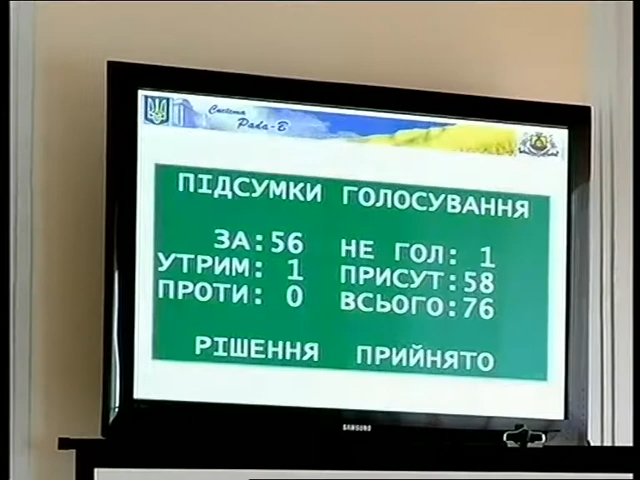 Система
Рада-В
ПІДСУМКИ ГОЛОСУВАННЯ
ЗА: 56 НЕ ГОЛ: 1
УТРИМ: 1 ПРИСУТ: 58
ПРОТИ: 0 ВСЬОГО: 76
РІШЕННЯ ПРИЙНЯТО
SAMSUNG